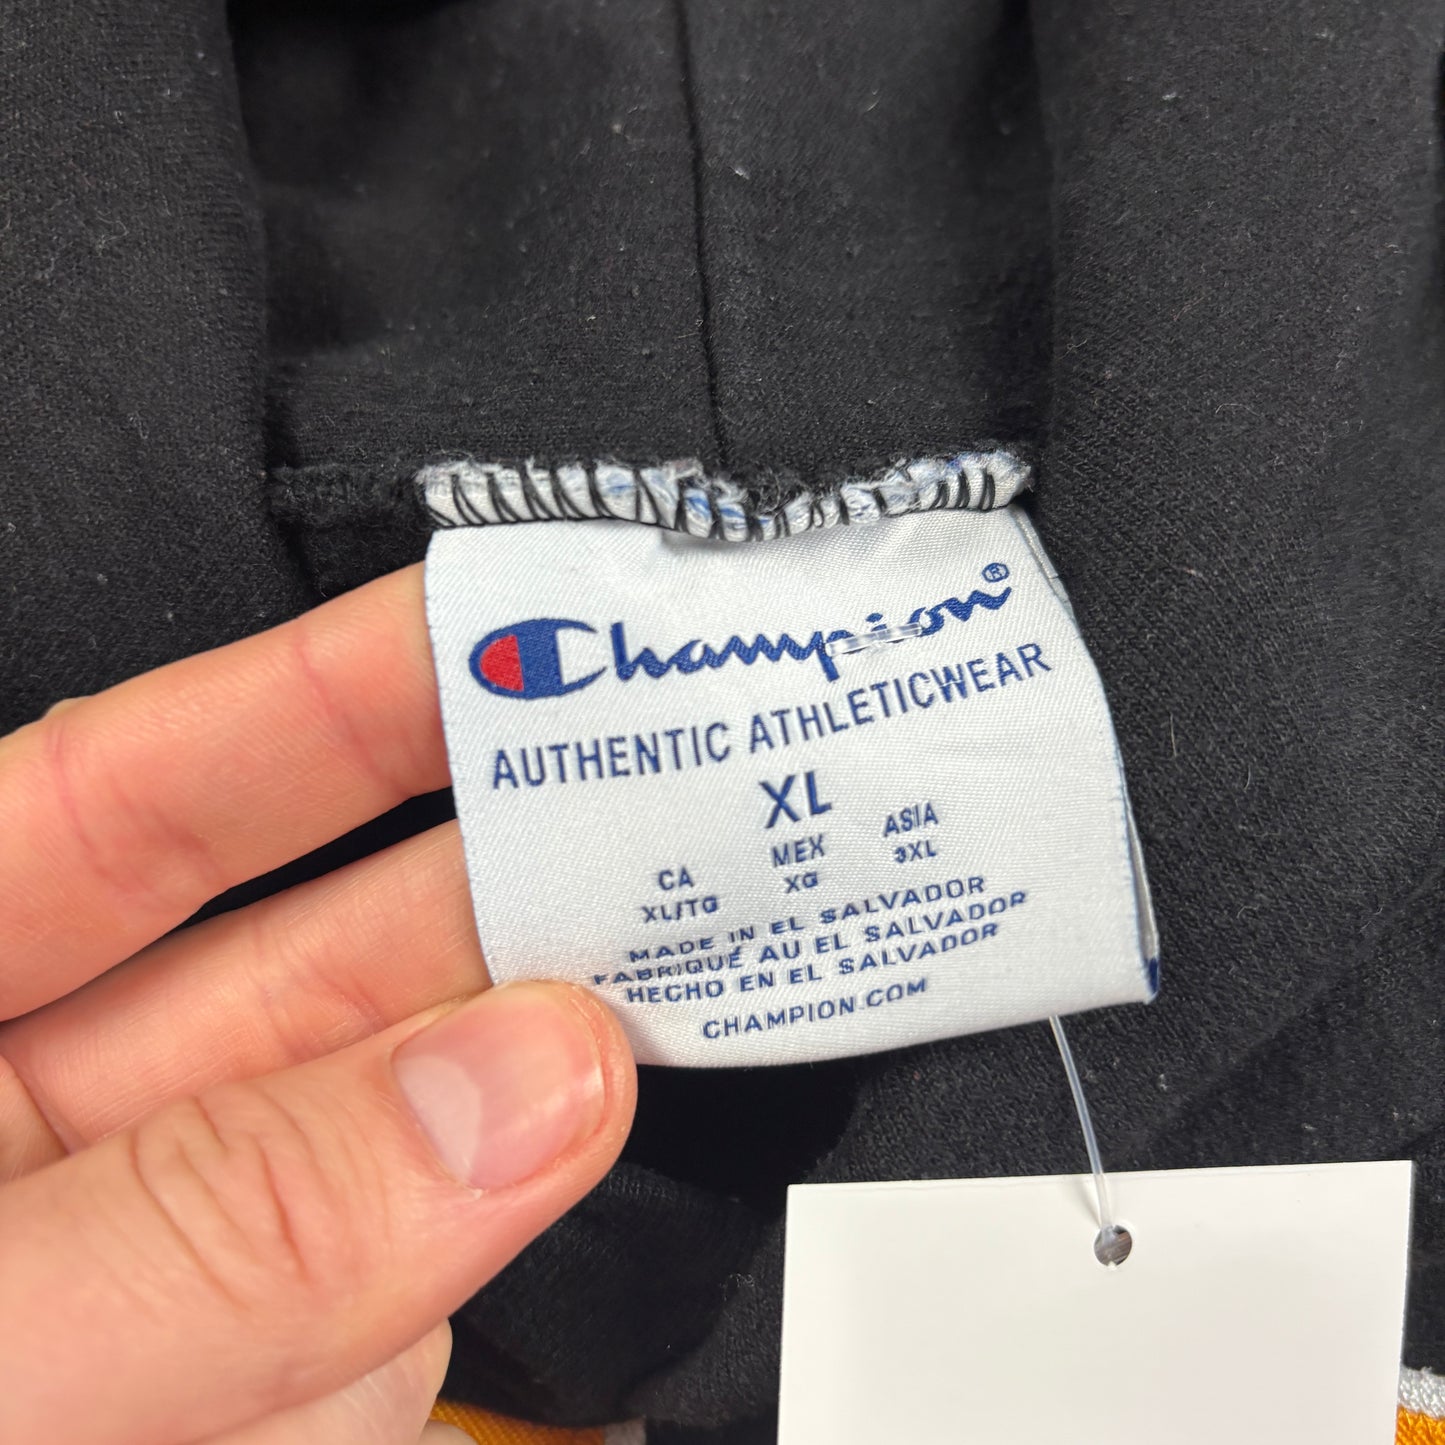 Champion®
AUTHENTIC ATHLETICWEAR
XL
CA MEX ASIA
XL/TG XG 3XL
MADE IN EL SALVADOR
FABRIQUÉ AU EL SALVADOR
HECHO EN EL SALVADOR
CHAMPION.COM